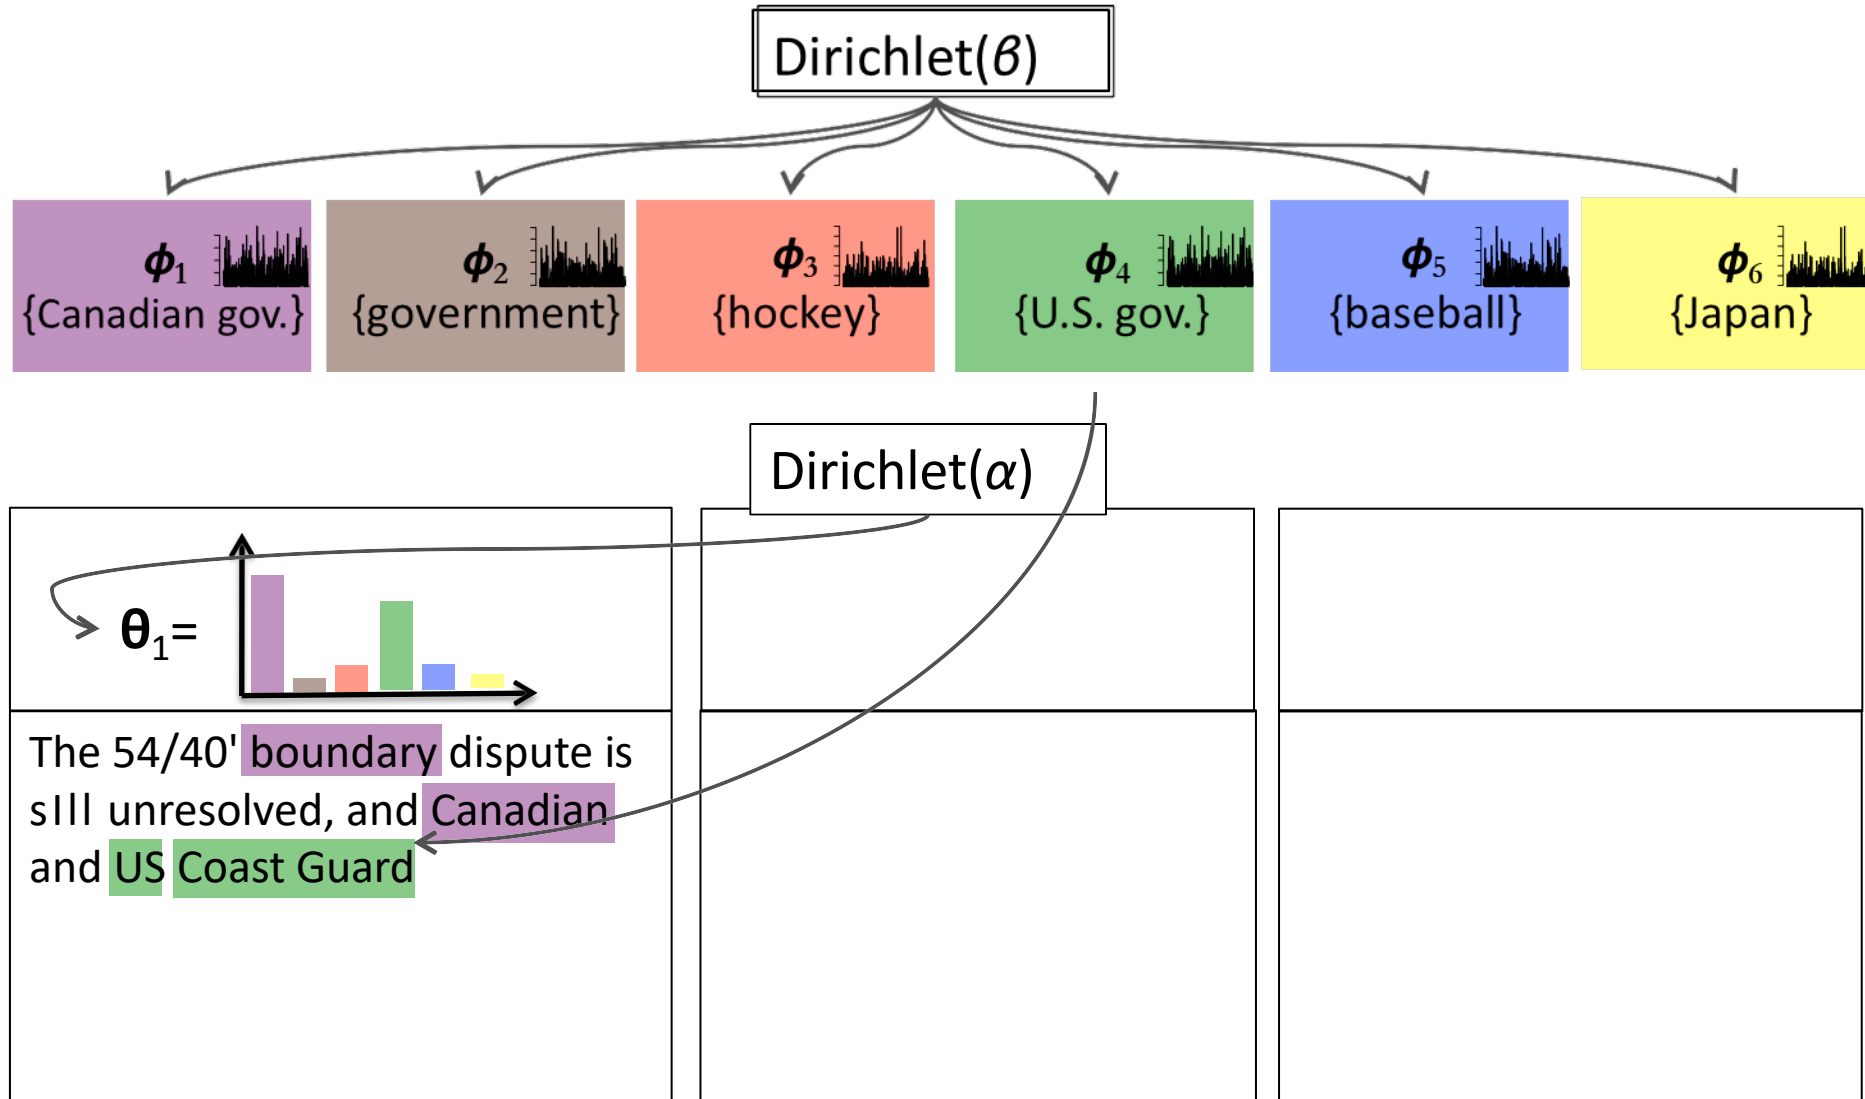 Dirichlet(β)
ϕ1 ϕ2 ϕ3 ϕ4 ϕ5 ϕ6
{Canadian gov.} {government} {hockey} {U.S. gov.} {baseball} {Japan}
Dirichlet(α)
θ1=
The 54/40' boundary dispute is
sIll unresolved, and Canadian
and US Coast Guard